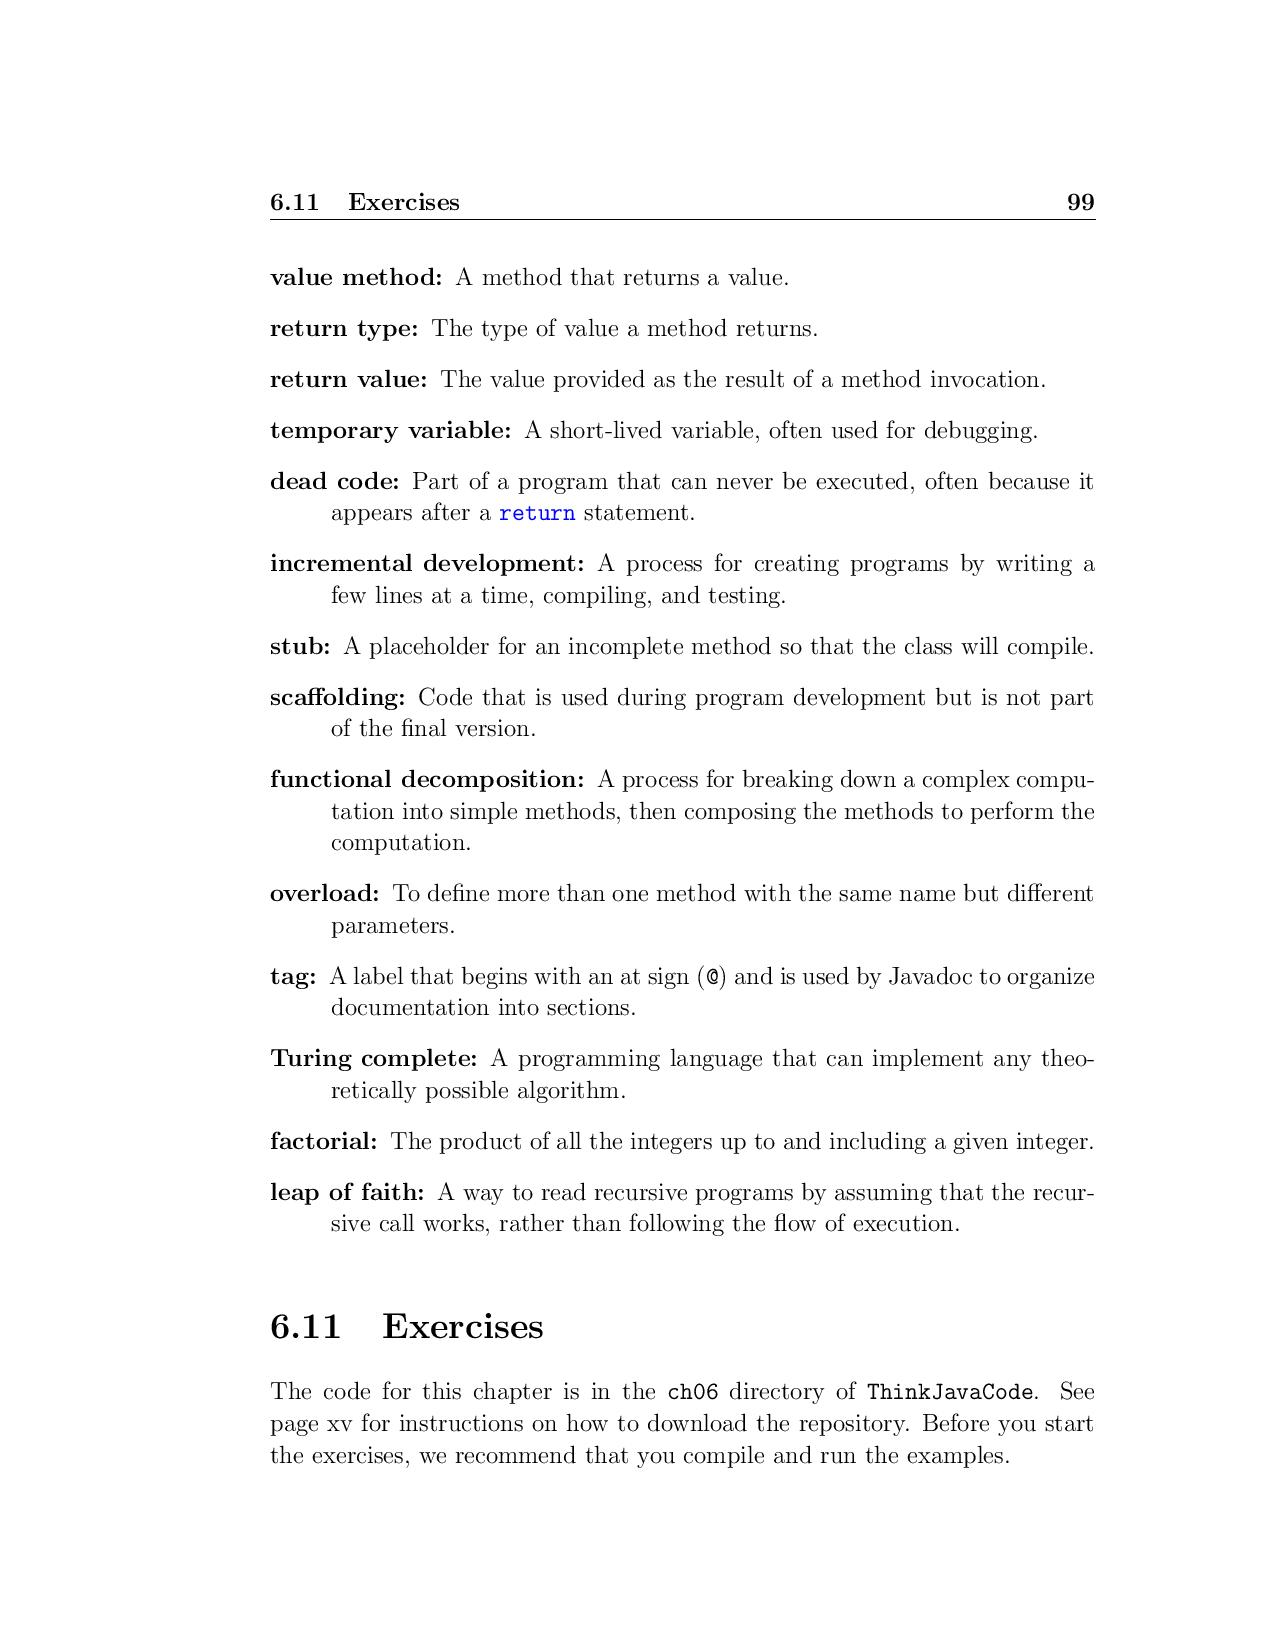 6.11 Exercises 99
value method: A method that returns a value.
return type: The type of value a method returns.
return value: The value provided as the result of a method invocation.
temporary variable: A short-lived variable, often used for debugging.
dead code: Part of a program that can never be executed, often because it
appears after a return statement.
incremental development: A process for creating programs by writing a
few lines at a time, compiling, and testing.
stub: A placeholder for an incomplete method so that the class will compile.
scaffolding: Code that is used during program development but is not part
of the final version.
functional decomposition: A process for breaking down a complex compu-
tation into simple methods, then composing the methods to perform the
computation.
overload: To define more than one method with the same name but different
parameters.
tag: A label that begins with an at sign (@) and is used by Javadoc to organize
documentation into sections.
Turing complete: A programming language that can implement any theo-
retically possible algorithm.
factorial: The product of all the integers up to and including a given integer.
leap of faith: A way to read recursive programs by assuming that the recur-
sive call works, rather than following the flow of execution.
6.11 Exercises
The code for this chapter is in the ch06 directory of ThinkJavaCode. See
page xv for instructions on how to download the repository. Before you start
the exercises, we recommend that you compile and run the examples.